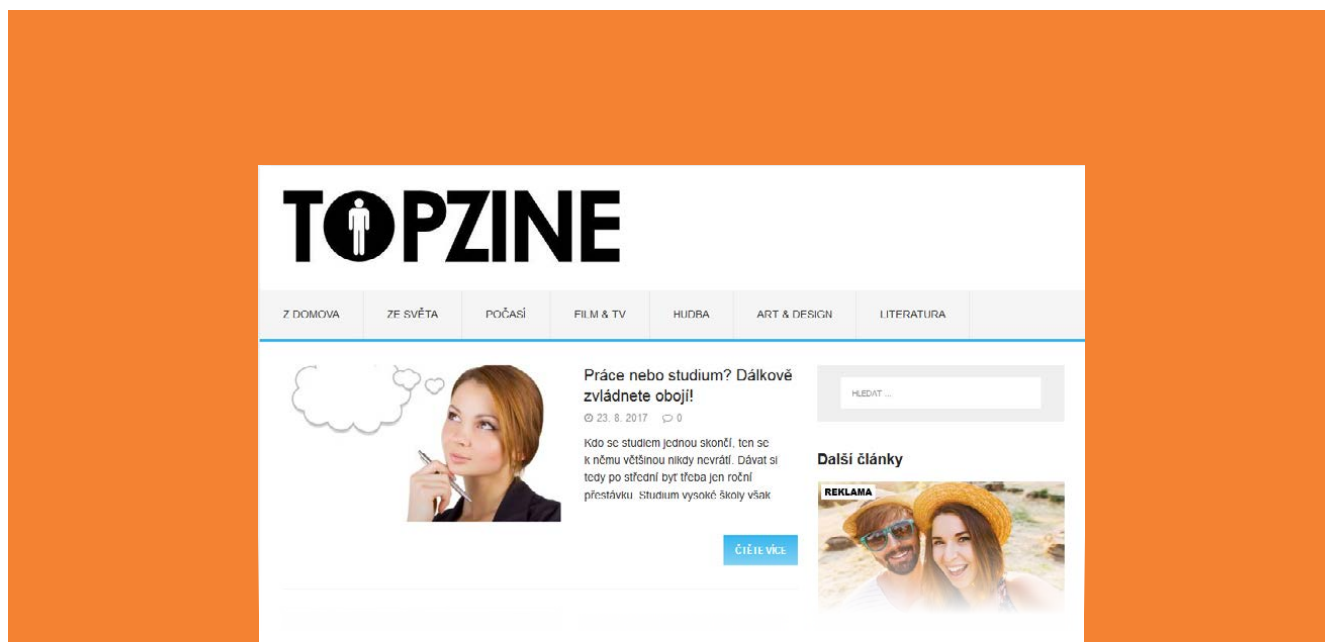 TOPZINE
Z DOMOVA ZE SVĚTA POČASÍ FILM & TV HUDBA ART & DESIGN LITERATURA
Práce nebo studium? Dálkově
zvládnete obojí!
23. 8. 2017 0
Kdo se studiem jednou skončí, ten se
k němu většinou nikdy nevrátí. Dávat si
tedy po střední byť třeba jen roční
přestávku. Studium vysoké školy však
ČTĚTE VÍCE
HLEDAT ...
Další články
REKLAMA